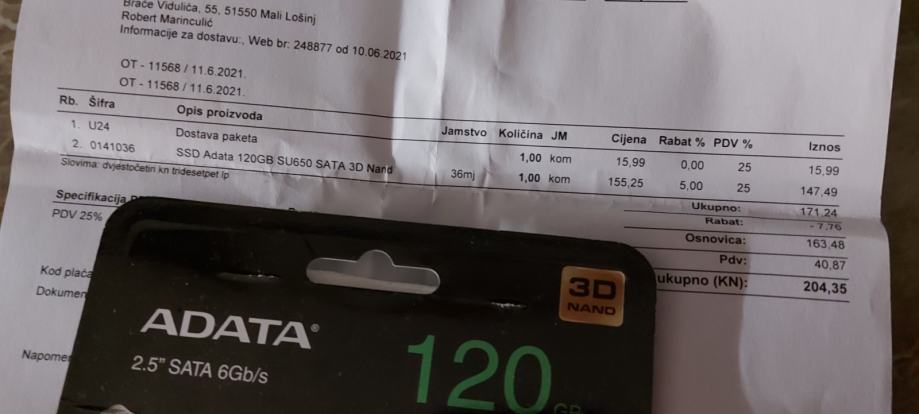 Braće Vidulića, 55, 51550 Mali Lošinj
Robert Marinculić
Informacije za dostavu:, Web br: 248877 od 10.06.2021
OT - 11568 / 11.6.2021.
OT - 11568 / 11.6.2021.
Rb. Šifra Opis proizvoda Jamstvo Količina JM Cijena Rabat % PDV % Iznos
1. U24 Dostava paketa 1,00 kom 15,99 0,00 25 15,99
2. 0141036 SSD Adata 120GB SU650 SATA 3D Nand 36mj 1,00 kom 155,25 5,00 25 147,49
Slovima: dvjestočetiri kn tridesetpet lp
Ukupno: 171,24
Rabat: - 7,76
Osnovica: 163,48
Pdv: 40,87
ukupno (KN): 204,35
Specifikacija
PDV 25%
Kod plaća
Dokumen
Napomen
3D
NAND
ADATA®
2.5" SATA 6Gb/s
120
GB